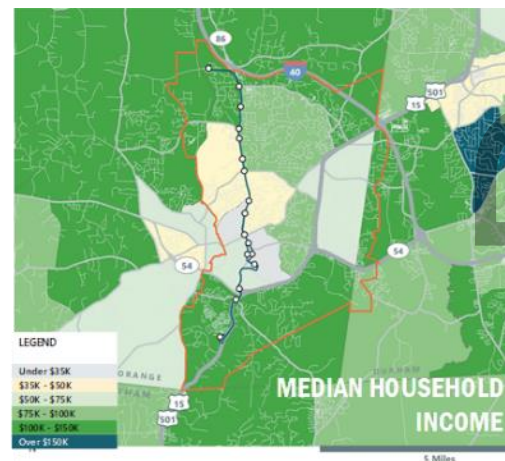 86
40
15
501
54
54
LEGEND
Under $35K
$35K - $50K
$50K - $75K
$75K - $100K
$100K - $150K
Over $150K
ORANGE
DURHAM
MEDIAN HOUSEHOLD
INCOME
15
501
5 Miles